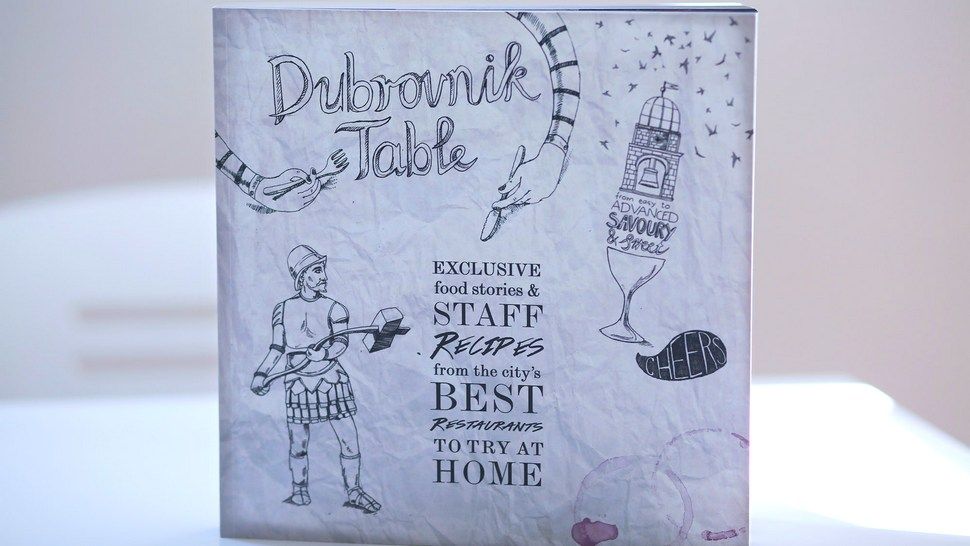 Dubrovnik
Table
from easy to
ADVANCED
SAVOURY
& Sweet
EXCLUSIVE
food stories &
STAFF
RECIPES
from the city's
BEST
RESTAURANTS
TO TRY AT
HOME
CHEERS